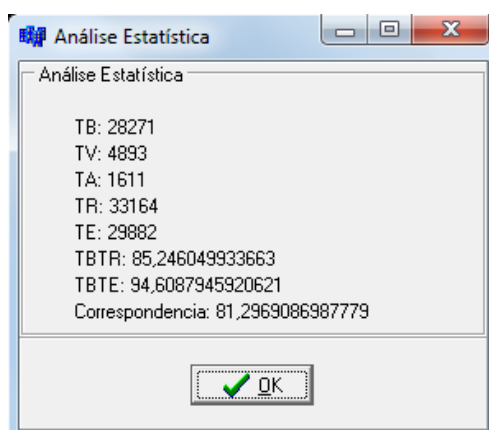 Análise Estatística
Análise Estatística
TB: 28271
TV: 4893
TA: 1611
TR: 33164
TE: 29882
TBTR: 85,246049933663
TBTE: 94,6087945920621
Correspondencia: 81,2969086987779
OK